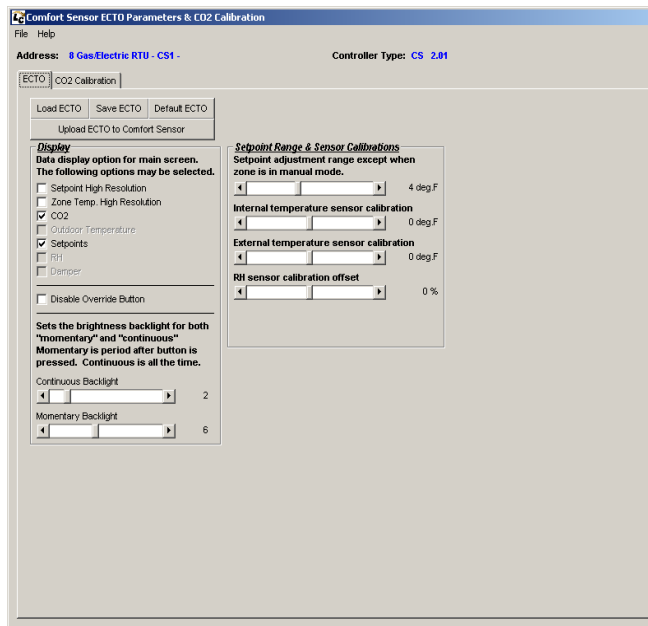 Comfort Sensor ECTO Parameters & CO2 Calibration
File Help
Address: 8 Gas/Electric RTU - CS1 - Controller Type: CS 2.01
ECTO CO2 Calibration
Load ECTO Save ECTO Default ECTO
Upload ECTO to Comfort Sensor
Display
Data display option for main screen.
The following options may be selected.
Setpoint High Resolution
Zone Temp. High Resolution
CO2
Outdoor Temperature
Setpoints
RH
Damper
Disable Override Button
Sets the brightness backlight for both
"momentary" and "continuous"
Momentary is period after button is
pressed. Continuous is all the time.
Continuous Backlight
2
Momentary Backlight
6
Setpoint Range & Sensor Calibrations
Setpoint adjustment range except when
zone is in manual mode.
4 deg.F
Internal temperature sensor calibration
0 deg.F
External temperature sensor calibration
0 deg.F
RH sensor calibration offset
0 %